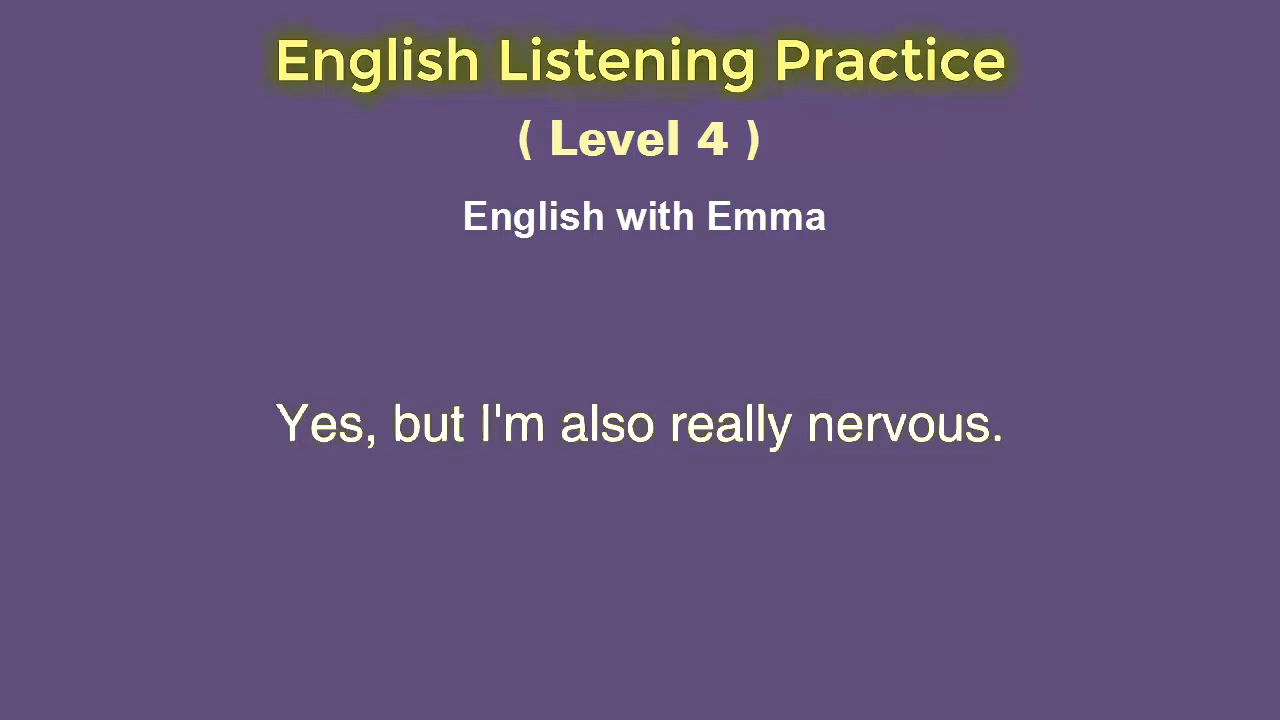 English Listening Practice
( Level 4 )
English with Emma
Yes, but I'm also really nervous.